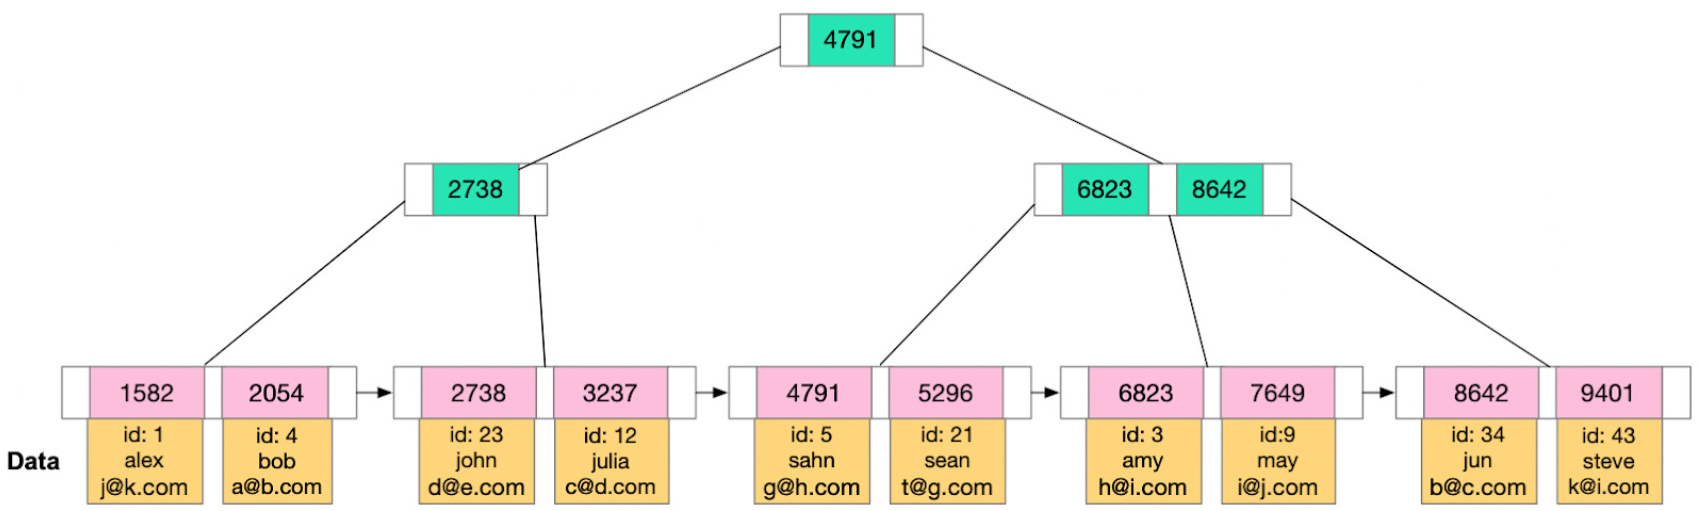 4791
2738
6823 8642
1582 2054 2738 3237 4791 5296 6823 7649 8642 9401
id: 1 id: 4 id: 23 id: 12 id: 5 id: 21 id: 3 id:9 id: 34 id: 43
Data alex bob john julia sahn sean amy may jun steve
j@k.com a@b.com d@e.com c@d.com g@h.com t@g.com h@i.com i@j.com b@c.com k@i.com